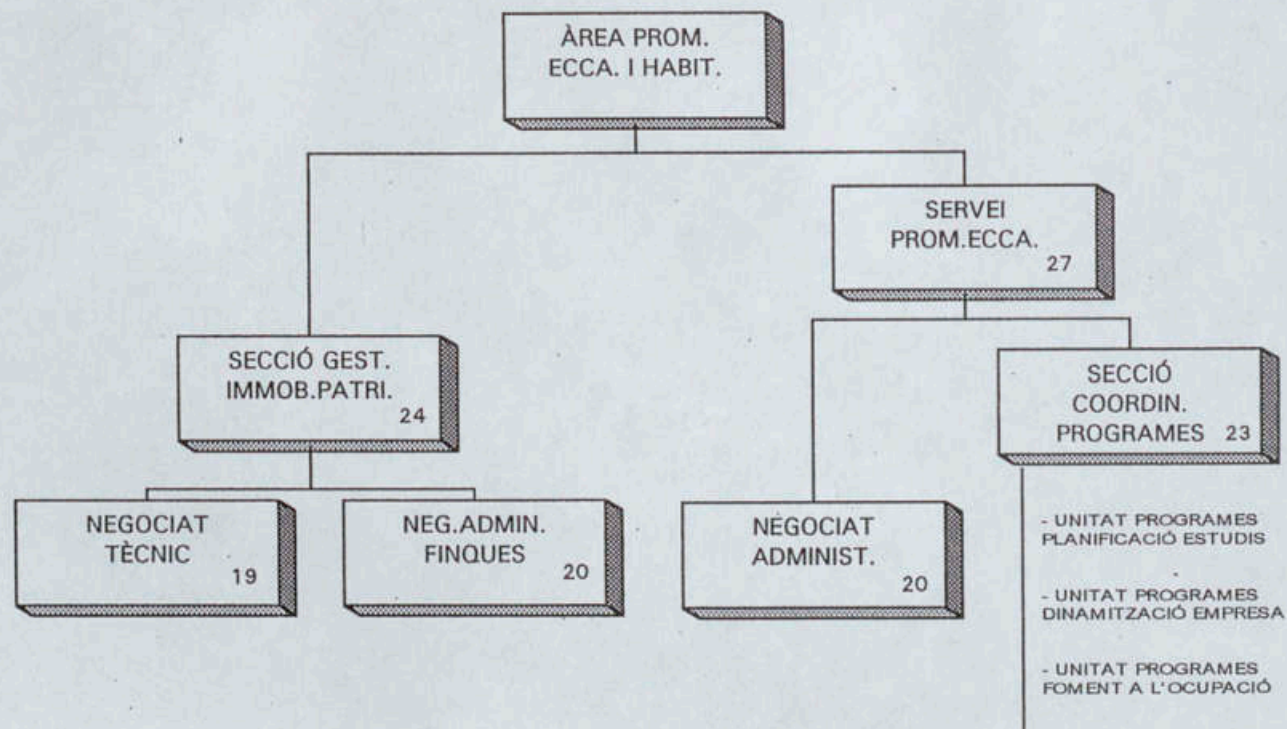 ÀREA PROM.
ECCA. I HABIT.
SERVEI
PROM.ECCA.
27
SECCIÓ GEST.
IMMOB.PATRI.
24
SECCIÓ
COORDIN.
PROGRAMES 23
NEGOCIAT
TÈCNIC
19
NEG.ADMIN.
FINQUES
20
NEGOCIAT
ADMINIST.
20
- UNITAT PROGRAMES
PLANIFICACIÓ ESTUDIS
- UNITAT PROGRAMES
DINAMITZACIÓ EMPRESA
- UNITAT PROGRAMES
FOMENT A L'OCUPACIÓ